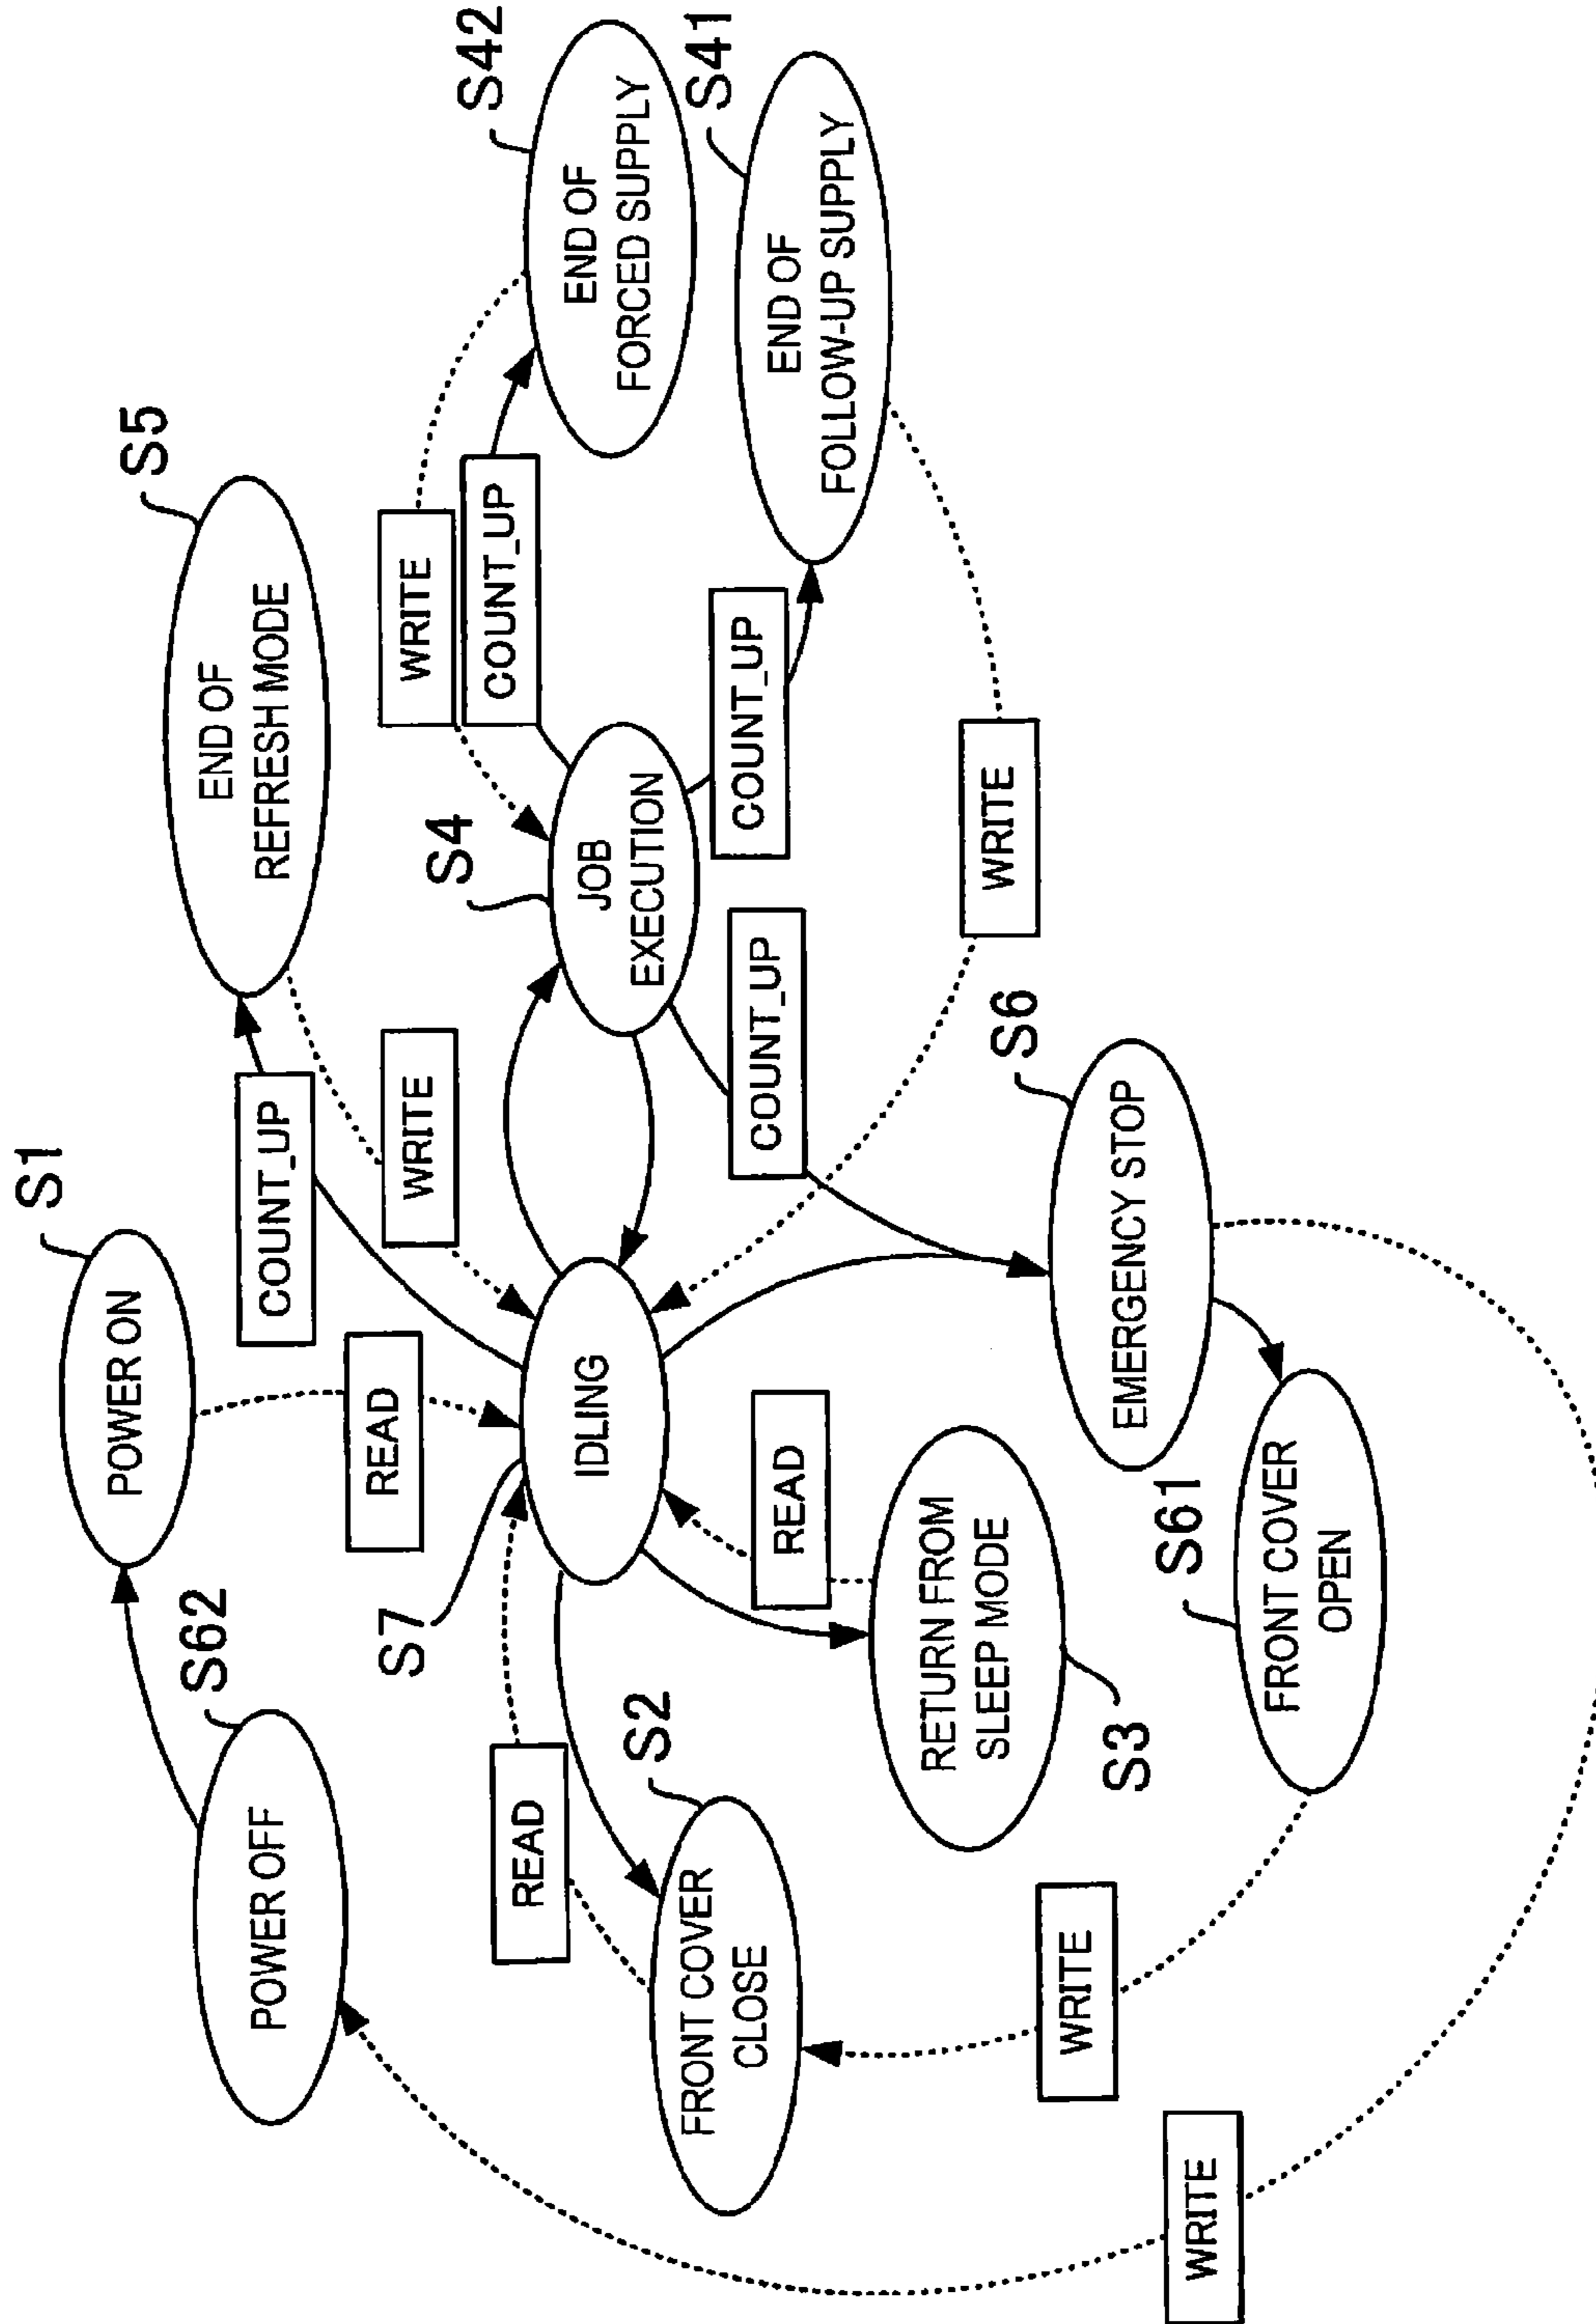 S1
POWER ON
S5
S62
POWER OFF
COUNT_UP
END OF
REFRESH MODE
READ
S7
WRITE
WRITE
S4
S42
COUNT_UP
READ
IDLING
JOB
EXECUTION
END OF
FORCED SUPPLY
S2
S41
FRONT COVER
CLOSE
COUNT_UP
COUNT_UP
READ
END OF
FOLLOW-UP SUPPLY
RETURN FROM
SLEEP MODE
WRITE
S6
WRITE
S3
EMERGENCY STOP
S61
WRITE
FRONT COVER
OPEN